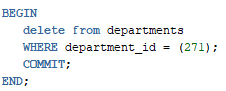 BEGIN
delete from departments
WHERE department_id = (271);
COMMIT;
END;